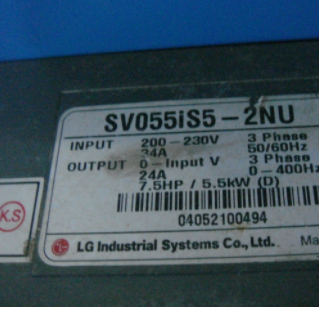 SV055iS5-2NU
INPUT 200-230V 3 Phase
34A 50/60Hz
OUTPUT 0-Input V 3 Phase
24A 0-400Hz
7.5HP / 5.5kW (D)
04052100494
K.S
LG Industrial Systems Co., Ltd.